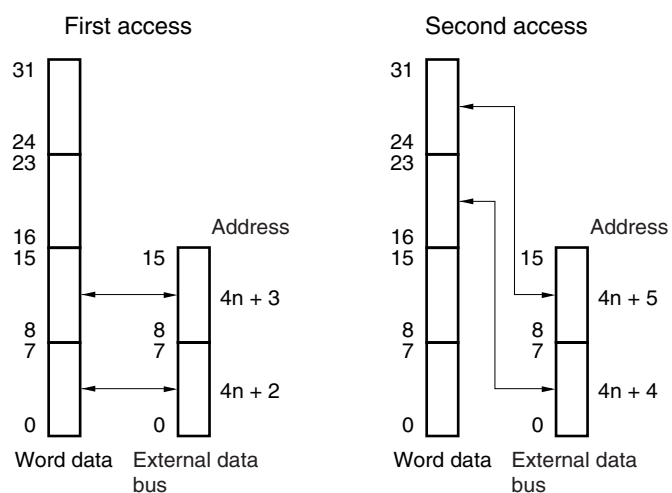 First access
31
24
23
16
15
8
7
0
Address
15
4n + 3
8
7
4n + 2
0
Word data
External data
bus
Second access
31
24
23
16
15
8
7
0
Address
15
4n + 5
8
7
4n + 4
0
Word data
External data
bus